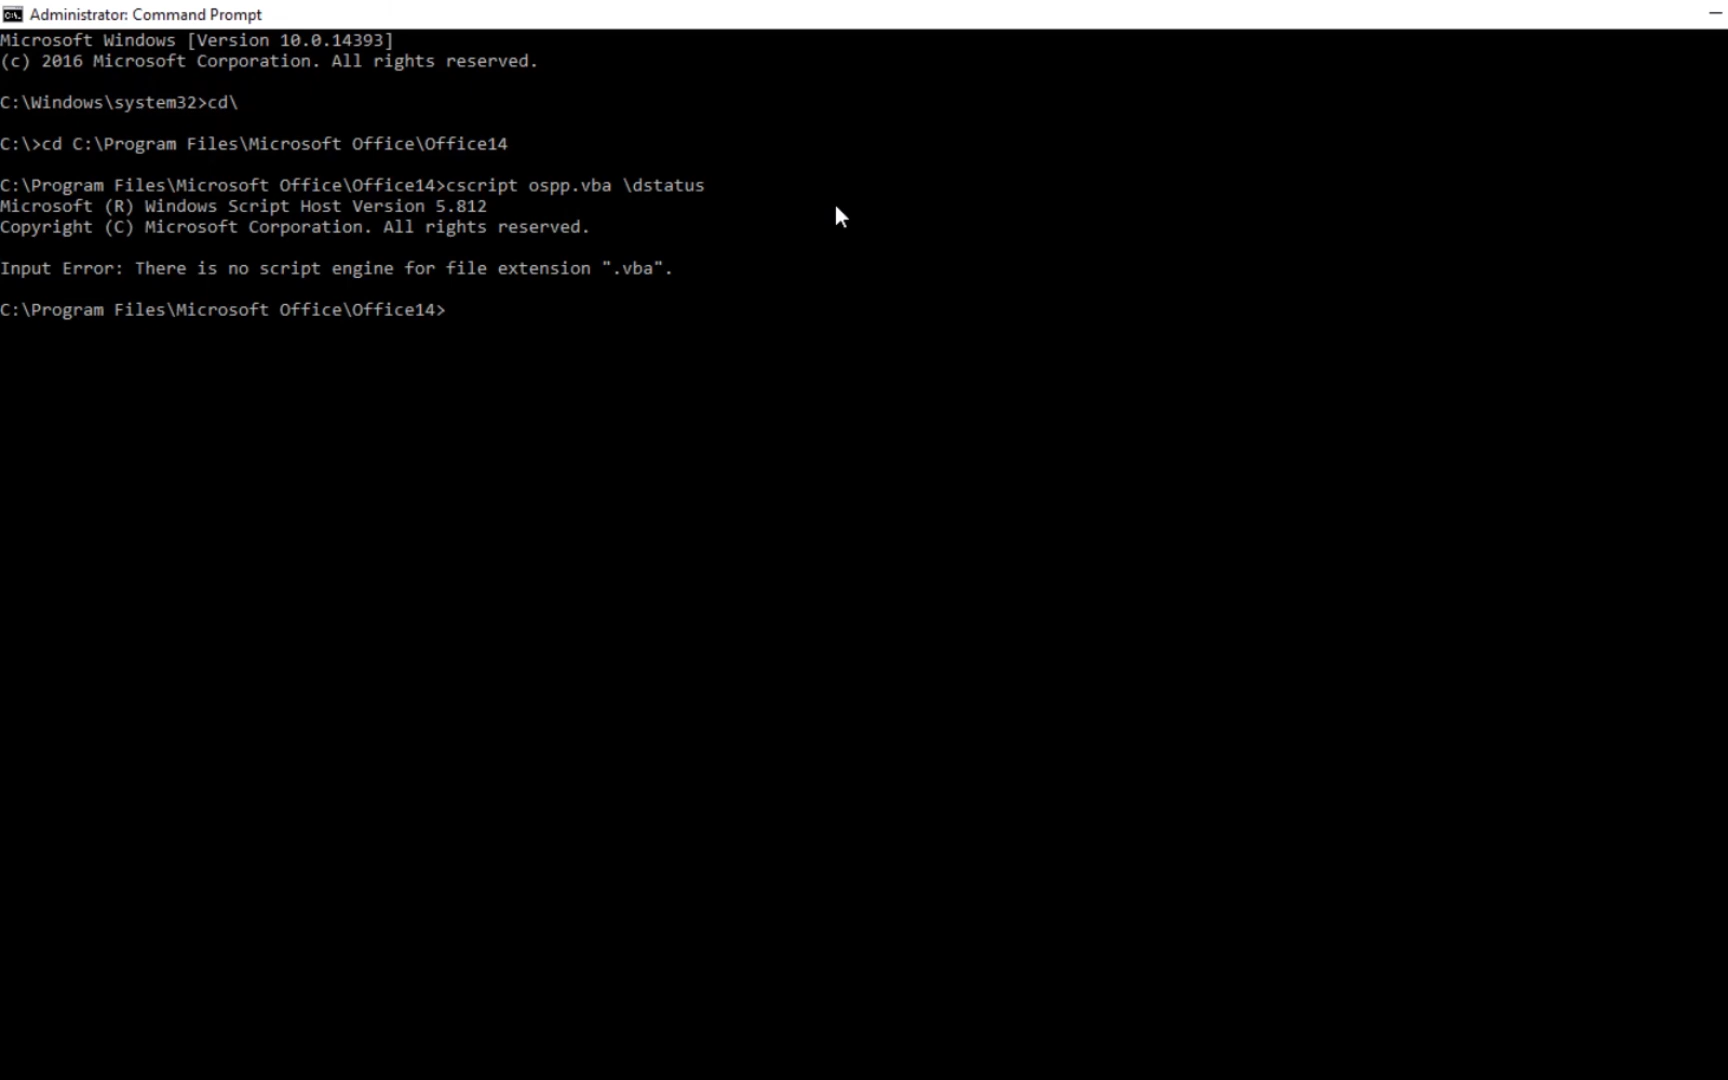 Administrator: Command Prompt
Microsoft Windows [Version 10.0.14393]
(c) 2016 Microsoft Corporation. All rights reserved.
C:\Windows\system32>cd\
C:\>cd C:\Program Files\Microsoft Office\Office14
C:\Program Files\Microsoft Office\Office14>cscript ospp.vba \dstatus
Microsoft (R) Windows Script Host Version 5.812
Copyright (C) Microsoft Corporation. All rights reserved.
Input Error: There is no script engine for file extension ".vba".
C:\Program Files\Microsoft Office\Office14>